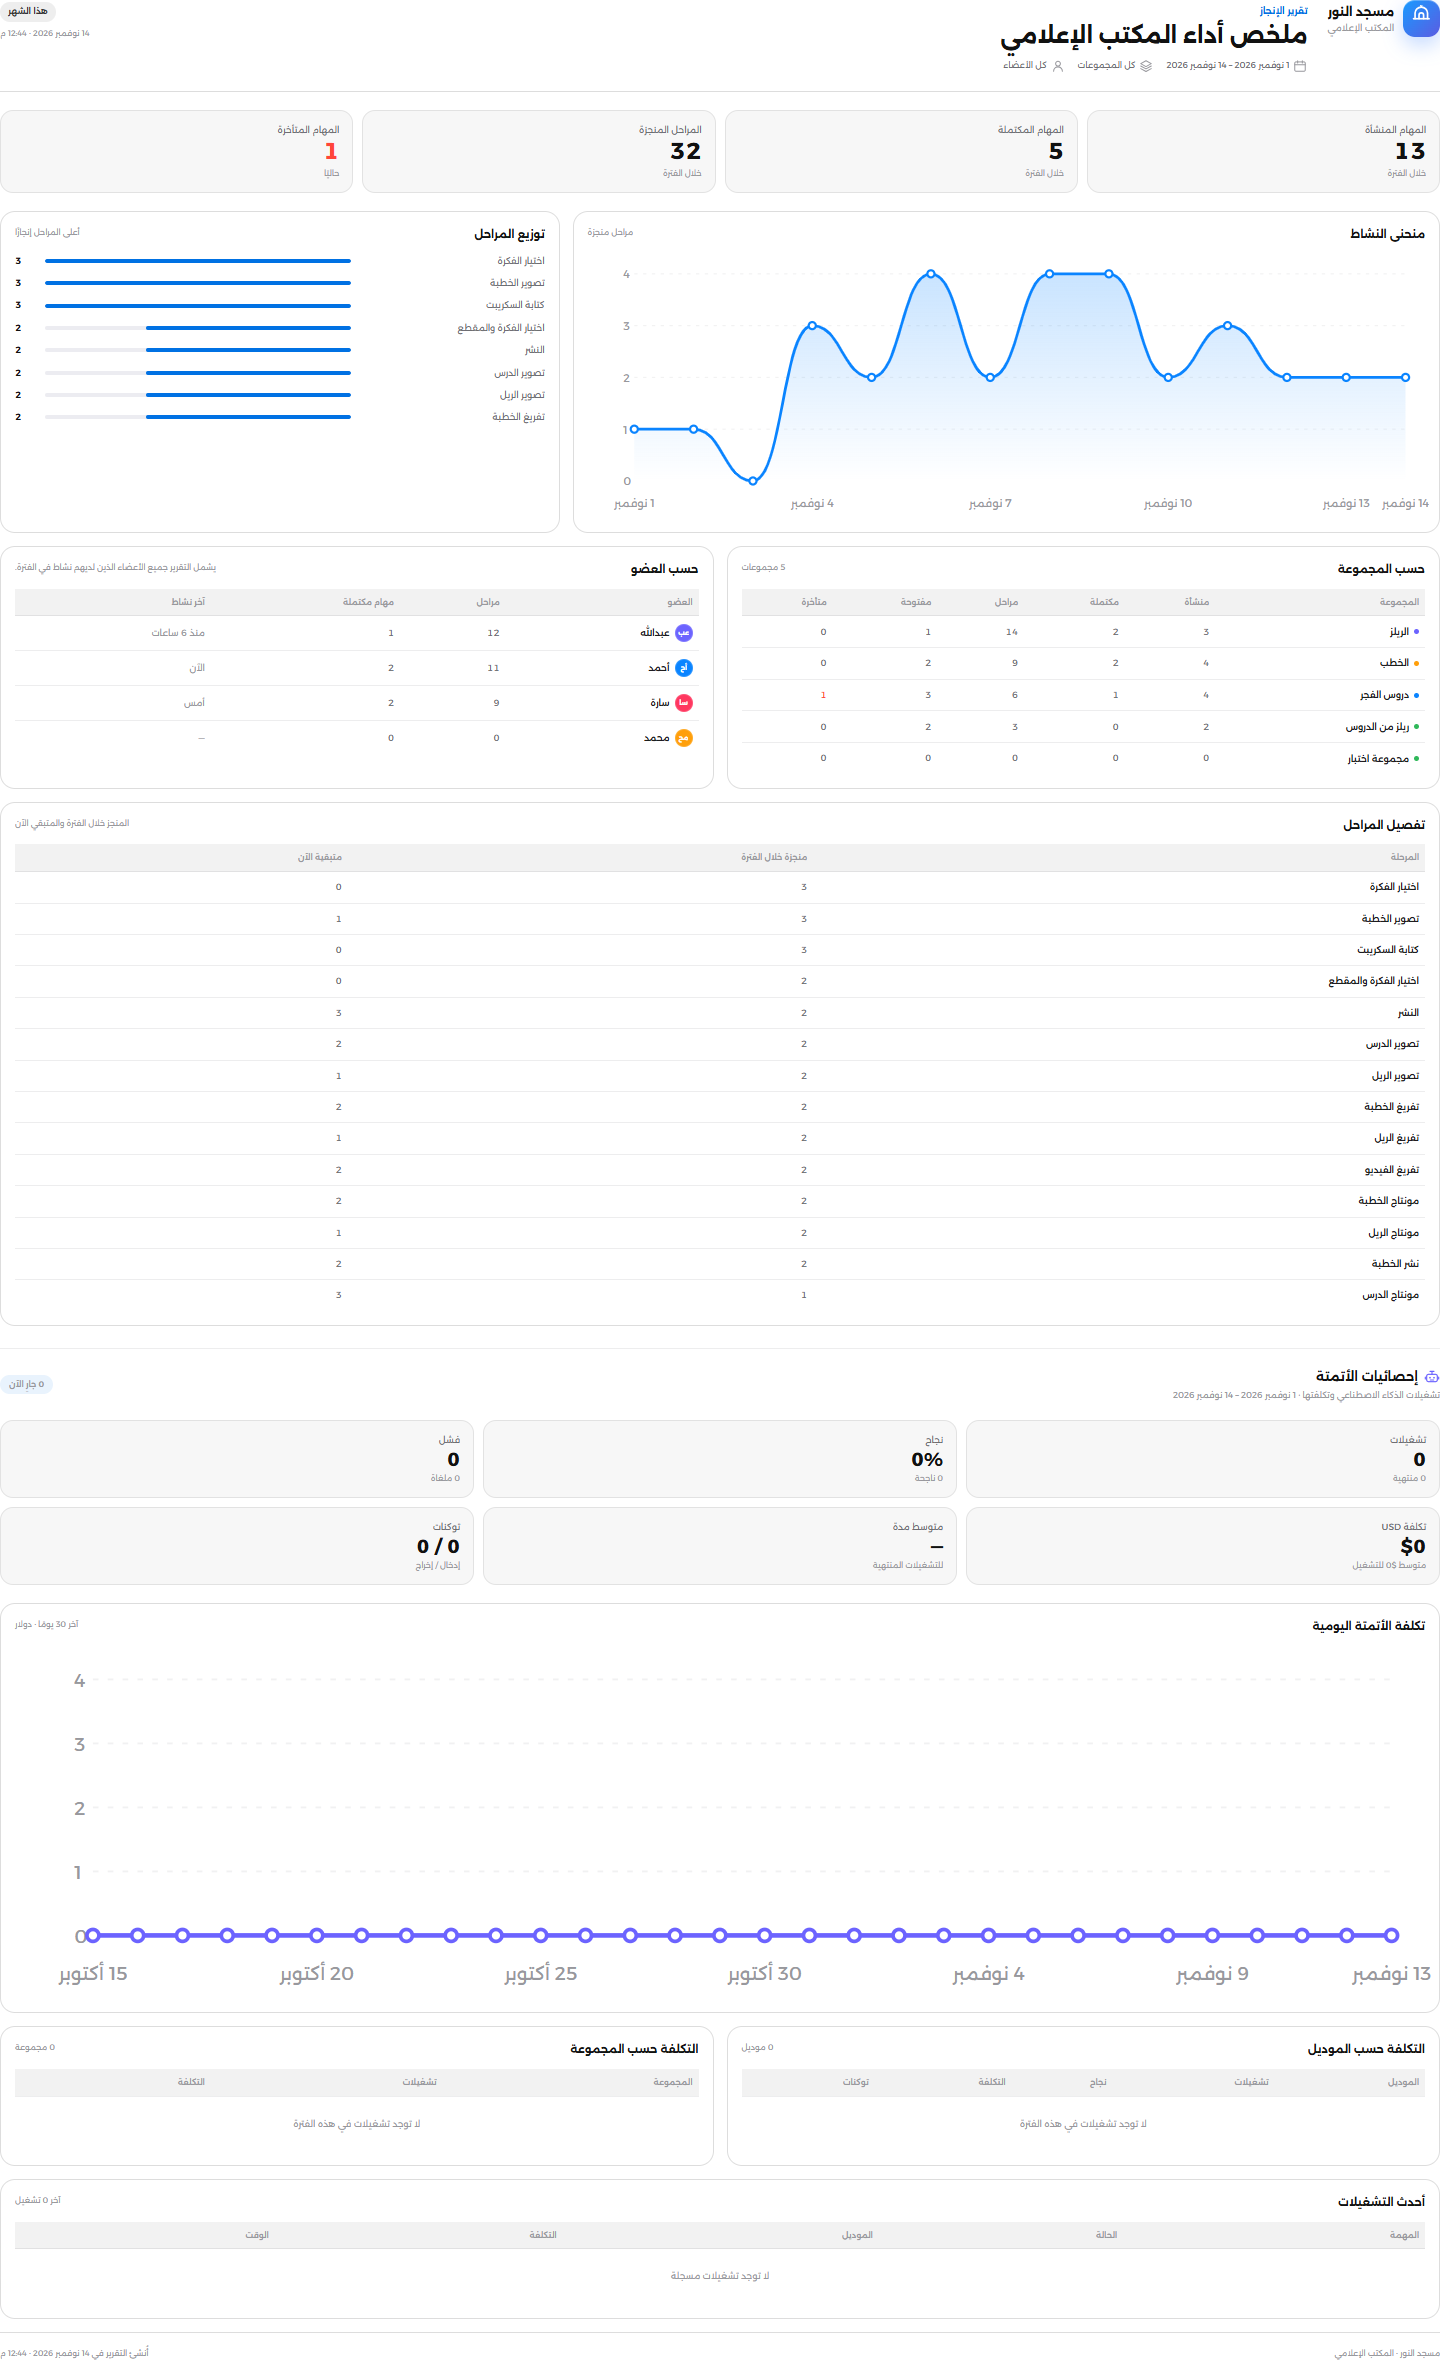 مسجد النور
المكتب الإعلامي
تقرير الإنجاز
ملخص أداء المكتب الإعلامي
1 نوفمبر 2026 – 14 نوفمبر 2026
كل المجموعات
كل الأعضاء
هذا الشهر
14 نوفمبر 2026 · 12:44 م
المهام المنشأة
13
خلال الفترة
المهام المكتملة
5
خلال الفترة
المراحل المنجزة
32
خلال الفترة
المهام المتأخرة
1
حاليًا
منحنى النشاط
مراحل منجزة
4
3
2
1
0
1 نوفمبر
4 نوفمبر
7 نوفمبر
10 نوفمبر
13 نوفمبر
14 نوفمبر
توزيع المراحل
أعلى المراحل إنجازًا
اختيار الفكرة 3
تصوير الخطبة 3
كتابة السكريبت 3
اختيار الفكرة والمقطع 2
النشر 2
تصوير الدرس 2
تصوير الريل 2
تفريغ الخطبة 2
حسب المجموعة
5 مجموعات
المجموعة منشأة مكتملة مراحل مفتوحة متأخرة
الريلز 3 2 14 1 0
الخطب 4 2 9 2 0
دروس الفجر 4 1 6 3 1
ريلز من الدروس 2 0 3 2 0
مجموعة اختبار 0 0 0 0 0
حسب العضو
يشمل التقرير جميع الأعضاء الذين لديهم نشاط في الفترة.
العضو مراحل مهام مكتملة آخر نشاط
عب عبدالله 12 1 منذ 6 ساعات
أح أحمد 11 2 الآن
سا سارة 9 2 أمس
مح محمد 0 0 —
تفصيل المراحل
المنجز خلال الفترة والمتبقي الآن
المرحلة منجزة خلال الفترة متبقية الآن
اختيار الفكرة 3 0
تصوير الخطبة 3 1
كتابة السكريبت 3 0
اختيار الفكرة والمقطع 2 0
النشر 2 3
تصوير الدرس 2 2
تصوير الريل 2 1
تفريغ الخطبة 2 2
تفريغ الريل 2 1
تفريغ الفيديو 2 2
مونتاج الخطبة 2 2
مونتاج الريل 2 1
نشر الخطبة 2 2
مونتاج الدرس 1 3
إحصائيات الأتمتة
تشغيلات الذكاء الاصطناعي وتكلفتها · 1 نوفمبر 2026 – 14 نوفمبر 2026
0 جارٍ الآن
تشغيلات
0
0 منتهية
نجاح
0%
0 ناجحة
فشل
0
0 ملغاة
تكلفة USD
$0
متوسط $0 للتشغيل
متوسط مدة
—
للتشغيلات المنتهية
توكنات
0 / 0
إدخال / إخراج
تكلفة الأتمتة اليومية
آخر 30 يومًا · دولار
4
3
2
1
0
15 أكتوبر
20 أكتوبر
25 أكتوبر
30 أكتوبر
4 نوفمبر
9 نوفمبر
13 نوفمبر
التكلفة حسب الموديل
0 موديل
الموديل تشغيلات نجاح التكلفة توكنات
لا توجد تشغيلات في هذه الفترة
التكلفة حسب المجموعة
0 مجموعة
المجموعة تشغيلات التكلفة
لا توجد تشغيلات في هذه الفترة
أحدث التشغيلات
آخر 0 تشغيل
المهمة الحالة الموديل التكلفة الوقت
لا توجد تشغيلات مسجلة
مسجد النور · المكتب الإعلامي
أُنشئ التقرير في 14 نوفمبر 2026 · 12:44 م